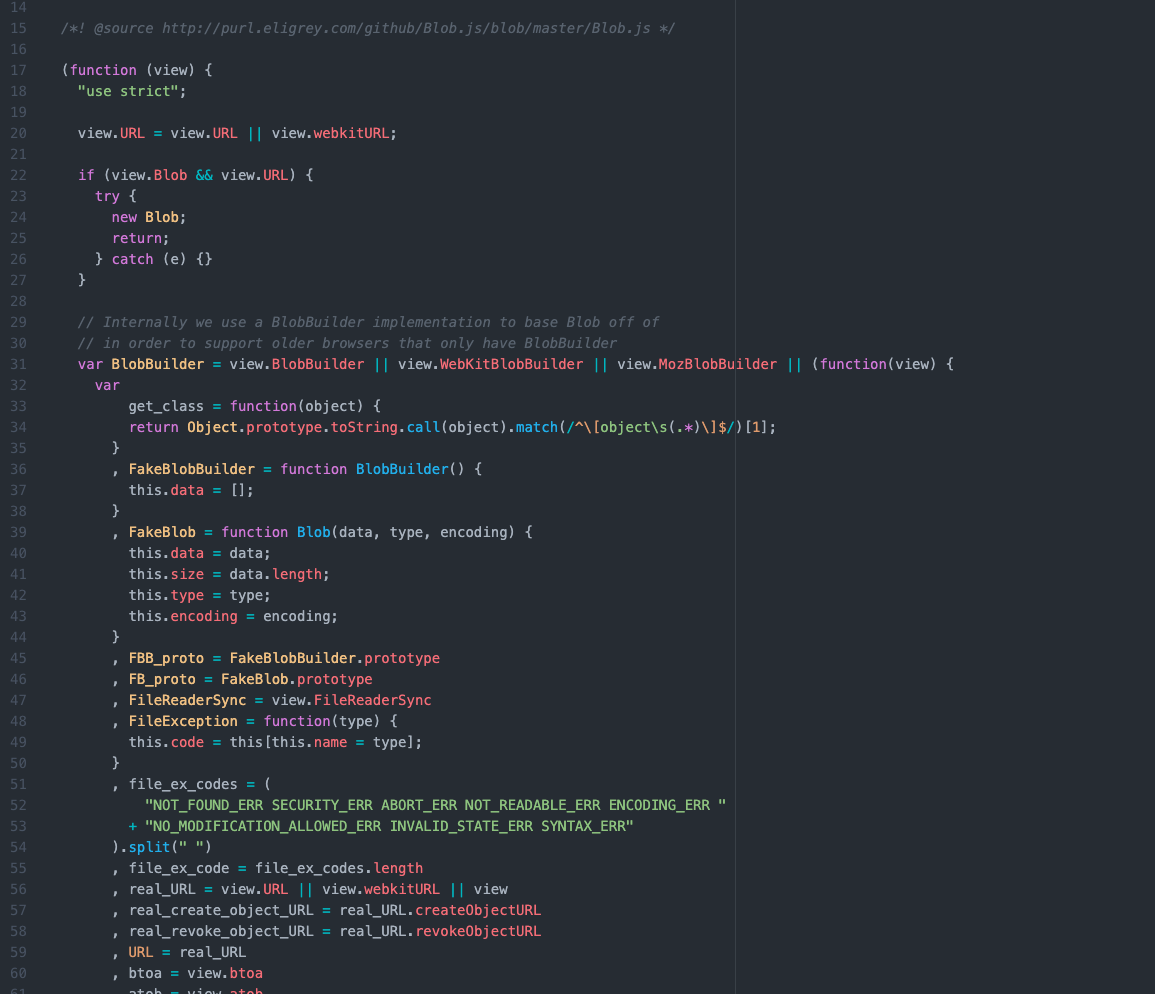 14
15 /*! @source http://purl.eligrey.com/github/Blob.js/blob/master/Blob.js */
16
17 (function (view) {
18 "use strict";
19
20 view.URL = view.URL || view.webkitURL;
21
22 if (view.Blob && view.URL) {
23 try {
24 new Blob;
25 return;
26 } catch (e) {}
27 }
28
29 // Internally we use a BlobBuilder implementation to base Blob off of
30 // in order to support older browsers that only have BlobBuilder
31 var BlobBuilder = view.BlobBuilder || view.WebKitBlobBuilder || view.MozBlobBuilder || (function(view) {
32 var
33 get_class = function(object) {
34 return Object.prototype.toString.call(object).match(/^\[object\s(.*)\]$/)[1];
35 }
36 , FakeBlobBuilder = function BlobBuilder() {
37 this.data = [];
38 }
39 , FakeBlob = function Blob(data, type, encoding) {
40 this.data = data;
41 this.size = data.length;
42 this.type = type;
43 this.encoding = encoding;
44 }
45 , FBB_proto = FakeBlobBuilder.prototype
46 , FB_proto = FakeBlob.prototype
47 , FileReaderSync = view.FileReaderSync
48 , FileException = function(type) {
49 this.code = this[this.name = type];
50 }
51 , file_ex_codes = (
52 "NOT_FOUND_ERR SECURITY_ERR ABORT_ERR NOT_READABLE_ERR ENCODING_ERR "
53 + "NO_MODIFICATION_ALLOWED_ERR INVALID_STATE_ERR SYNTAX_ERR"
54 ).split(" ")
55 , file_ex_code = file_ex_codes.length
56 , real_URL = view.URL || view.webkitURL || view
57 , real_create_object_URL = real_URL.createObjectURL
58 , real_revoke_object_URL = real_URL.revokeObjectURL
59 , URL = real_URL
60 , btoa = view.btoa
61 , atob = view.atob